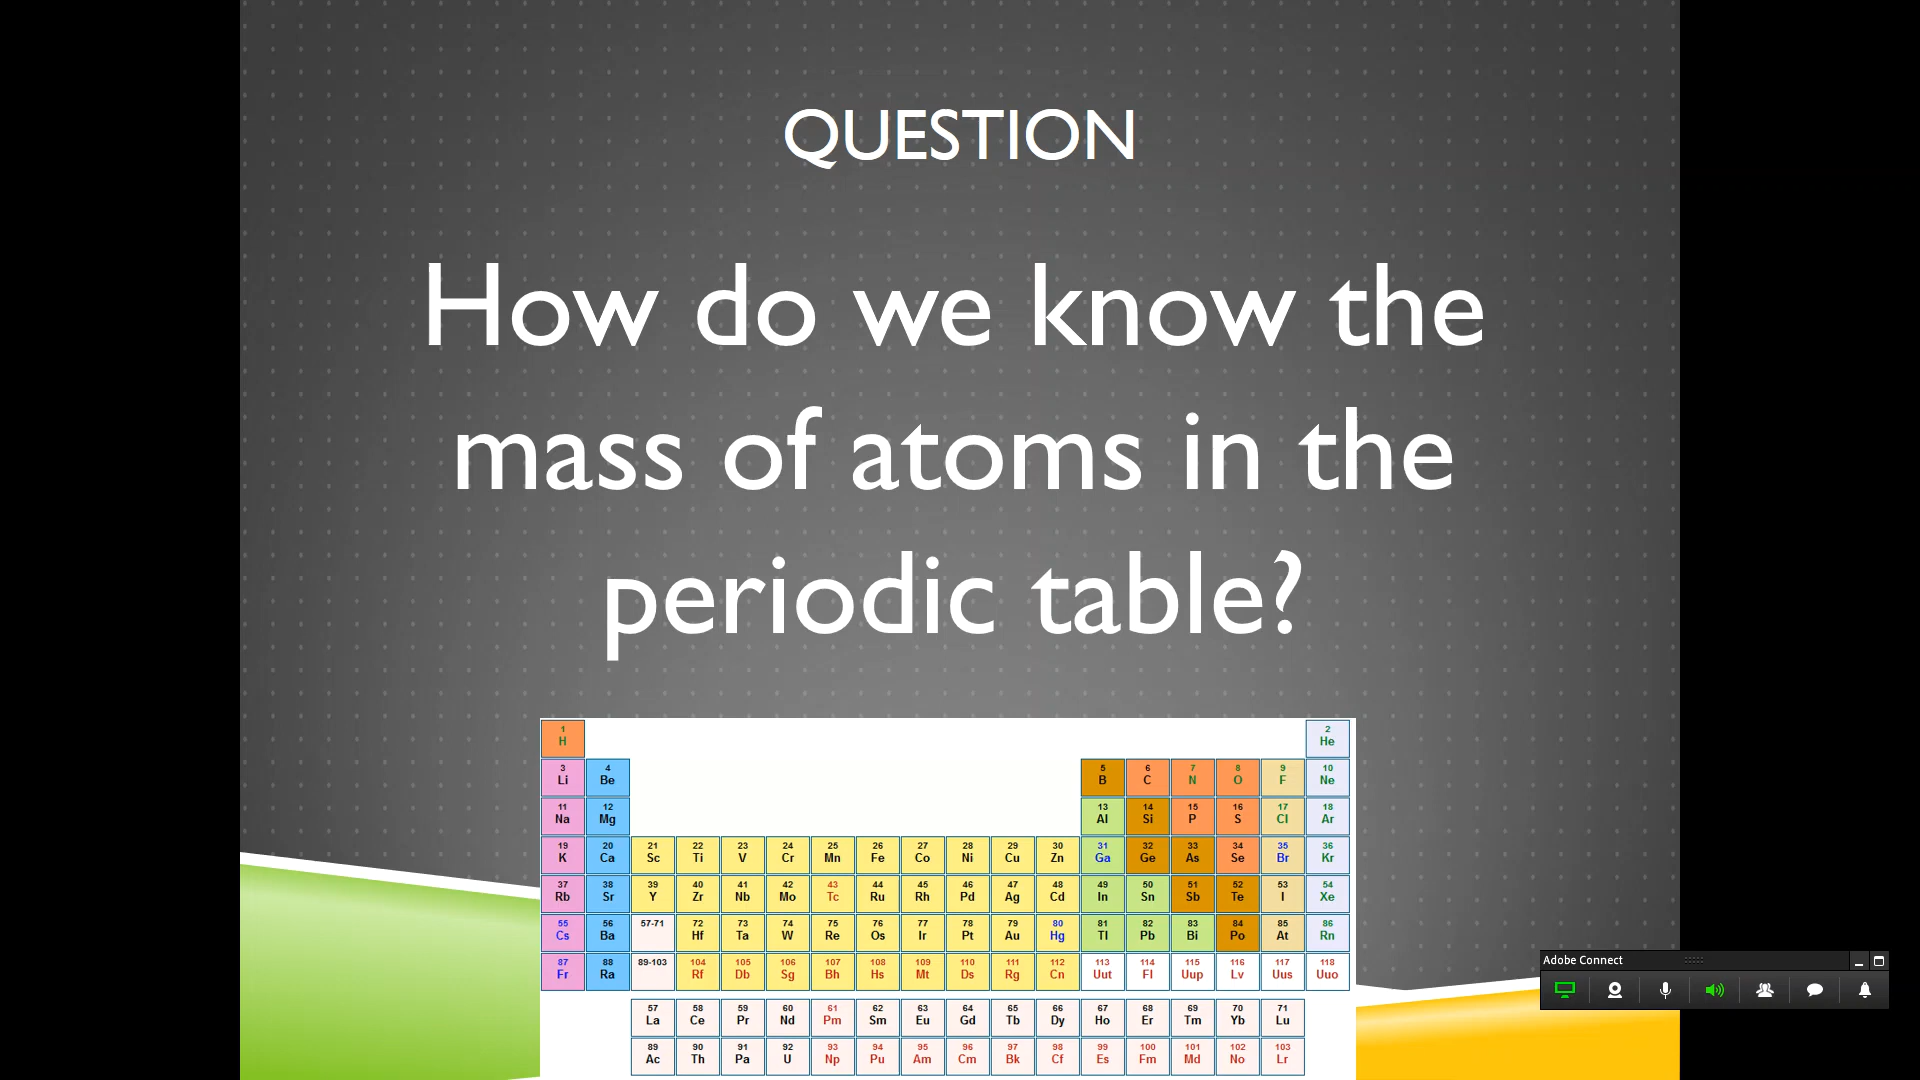 QUESTION
How do we know the
mass of atoms in the
periodic table?
1 2
H He
3 4 5 6 7 8 9 10
Li Be B C N O F Ne
11 12 13 14 15 16 17 18
Na Mg Al Si P S Cl Ar
19 20 21 22 23 24 25 26 27 28 29 30 31 32 33 34 35 36
K Ca Sc Ti V Cr Mn Fe Co Ni Cu Zn Ga Ge As Se Br Kr
37 38 39 40 41 42 43 44 45 46 47 48 49 50 51 52 53 54
Rb Sr Y Zr Nb Mo Tc Ru Rh Pd Ag Cd In Sn Sb Te I Xe
55 56 57-71 72 73 74 75 76 77 78 79 80 81 82 83 84 85 86
Cs Ba Hf Ta W Re Os Ir Pt Au Hg Tl Pb Bi Po At Rn
87 88 89-103 104 105 106 107 108 109 110 111 112 113 114 115 116 117 118
Fr Ra Rf Db Sg Bh Hs Mt Ds Rg Cn Uut Fl Uup Lv Uus Uuo
57 58 59 60 61 62 63 64 65 66 67 68 69 70 71
La Ce Pr Nd Pm Sm Eu Gd Tb Dy Ho Er Tm Yb Lu
89 90 91 92 93 94 95 96 97 98 99 100 101 102 103
Ac Th Pa U Np Pu Am Cm Bk Cf Es Fm Md No Lr
Adobe Connect